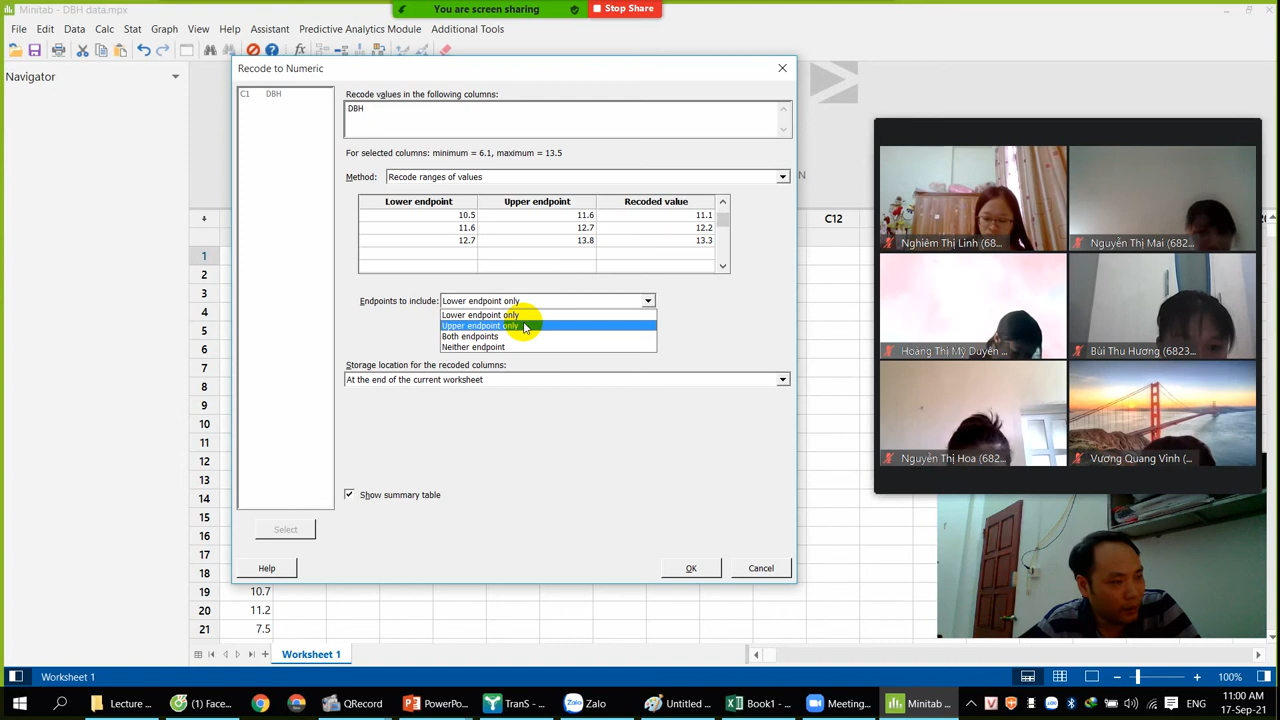 Minitab - DBH data.mpx
You are screen sharing
Stop Share
File Edit Data Calc Stat Graph View Help Assistant Predictive Analytics Module Additional Tools
Navigator
Recode to Numeric
C1 DBH
Recode values in the following columns:
DBH
For selected columns: minimum = 6.1, maximum = 13.5
Method: Recode ranges of values
Lower endpoint Upper endpoint Recoded value
10.5 11.6 11.1
11.6 12.7 12.2
12.7 13.8 13.3
Endpoints to include: Lower endpoint only
Lower endpoint only
Upper endpoint only
Both endpoints
Neither endpoint
Storage location for the recoded columns:
At the end of the current worksheet
Show summary table
Select
Help OK Cancel
N
C12
1
2
3
4
5
6
7
8
9
10
11
12
13
14
15
16
17
18
19 10.7
20 11.2
21 7.5
Nghiêm Thị Linh (68... Nguyễn Thị Mai (682...
Hoàng Thị Mỹ Duyên ... Bùi Thu Hương (6823...
Nguyễn Thị Hoa (682... Vương Quang Vinh (...
Worksheet 1
Worksheet 1 100%
Lecture ... (1) Face... QRecord PowerPo... TranS - ... Zalo Untitled ... Book1 - ... Meeting... Minitab ... ENG
11:00 AM
17-Sep-21